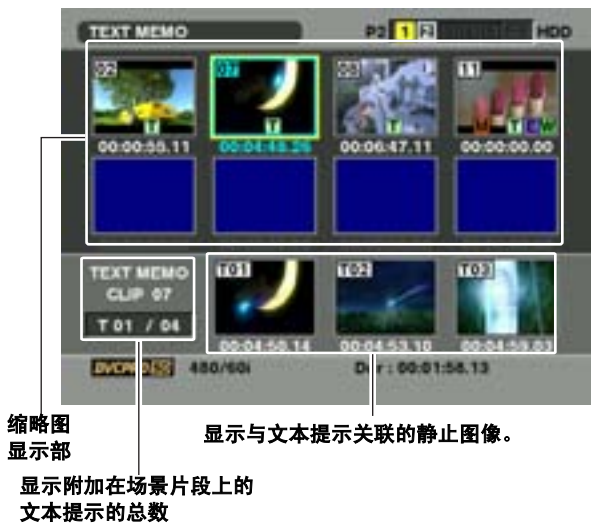 TEXT MEMO P2 1 2 HDD
02 07 08 11
T T T M T E W
00:00:55.11 00:04:48.26 00:06:47.11 00:00:00.00
TEXT MEMO
CLIP 07
T 01 / 04
T01 T02 T03
00:04:50.14 00:04:53.10 00:04:59.03
DVCPRO50 480/60i Dur : 00:01:58.13
缩略图
显示部
显示与文本提示关联的静止图像。
显示附加在场景片段上的
文本提示的总数